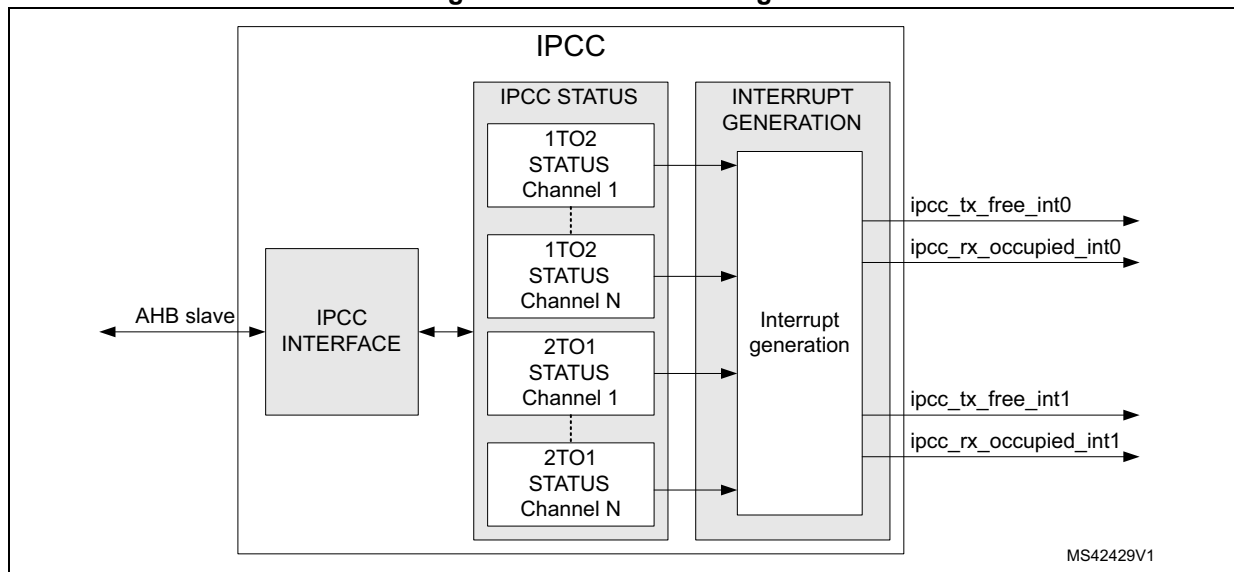 IPCC
IPCC STATUS
INTERRUPT
GENERATION
1TO2
STATUS
Channel 1
1TO2
STATUS
Channel N
2TO1
STATUS
Channel 1
2TO1
STATUS
Channel N
AHB slave
IPCC
INTERFACE
Interrupt
generation
ipcc_tx_free_int0
ipcc_rx_occupied_int0
ipcc_tx_free_int1
ipcc_rx_occupied_int1
MS42429V1